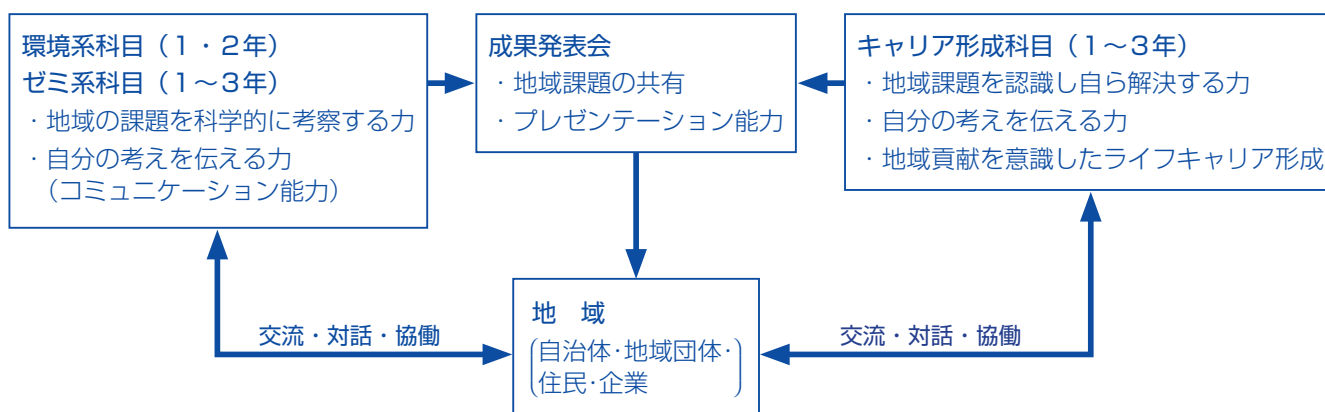 環境系科目（１・２年）
ゼミ系科目（１～３年）
・地域の課題を科学的に考察する力
・自分の考えを伝える力
（コミュニケーション能力）
成果発表会
・地域課題の共有
・プレゼンテーション能力
キャリア形成科目（１～３年）
・地域課題を認識し自ら解決する力
・自分の考えを伝える力
・地域貢献を意識したライフキャリア形成
交流・対話・協働
地　域
（自治体・地域団体・
住民・企業）
交流・対話・協働